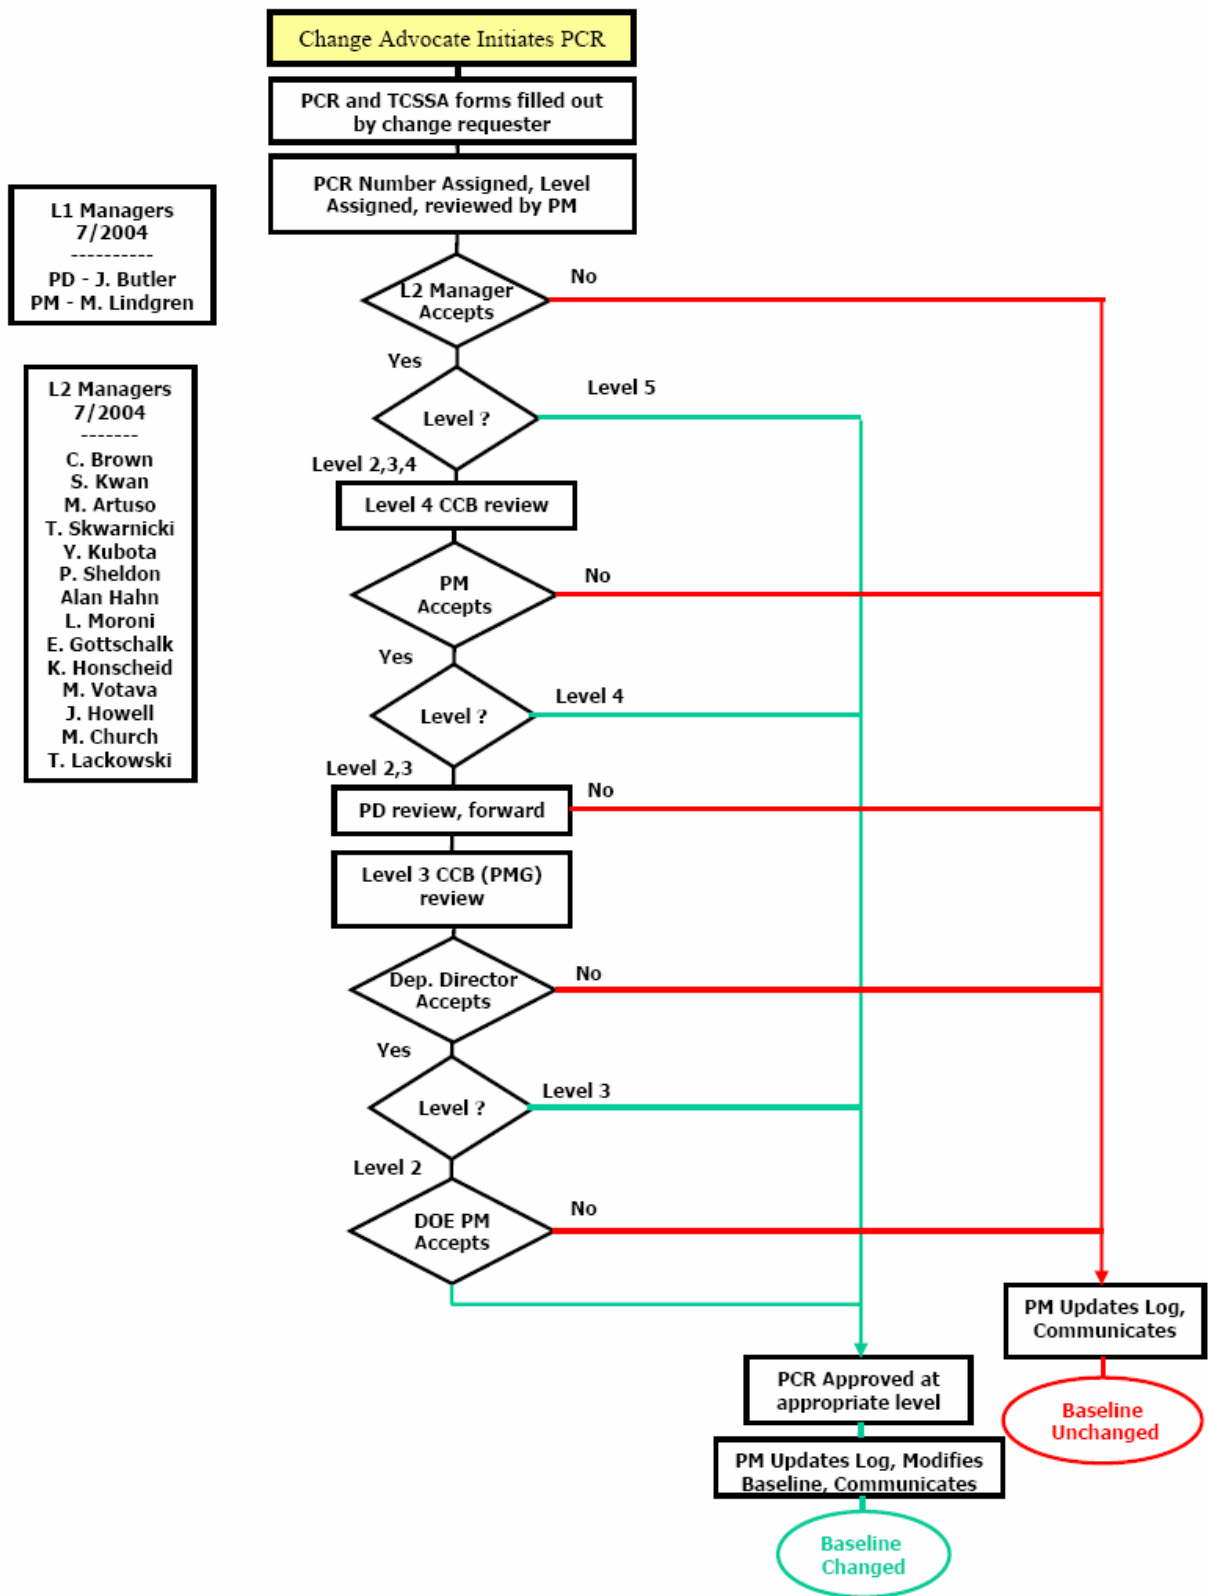 Change Advocate Initiates PCR
PCR and TCSSA forms filled out
by change requester
PCR Number Assigned, Level
Assigned, reviewed by PM
L1 Managers
7/2004
----------
PD - J. Butler
PM - M. Lindgren
L2 Manager
Accepts
No
Yes
L2 Managers
7/2004
-------
C. Brown
S. Kwan
M. Artuso
T. Skwarnicki
Y. Kubota
P. Sheldon
Alan Hahn
L. Moroni
E. Gottschalk
K. Honscheid
M. Votava
J. Howell
M. Church
T. Lackowski
Level ?
Level 5
Level 2,3,4
Level 4 CCB review
PM
Accepts
No
Yes
Level ?
Level 4
Level 2,3
PD review, forward
No
Level 3 CCB (PMG)
review
Dep. Director
Accepts
No
Yes
Level ?
Level 3
Level 2
DOE PM
Accepts
No
PM Updates Log,
Communicates
Baseline
Unchanged
PCR Approved at
appropriate level
PM Updates Log, Modifies
Baseline, Communicates
Baseline
Changed